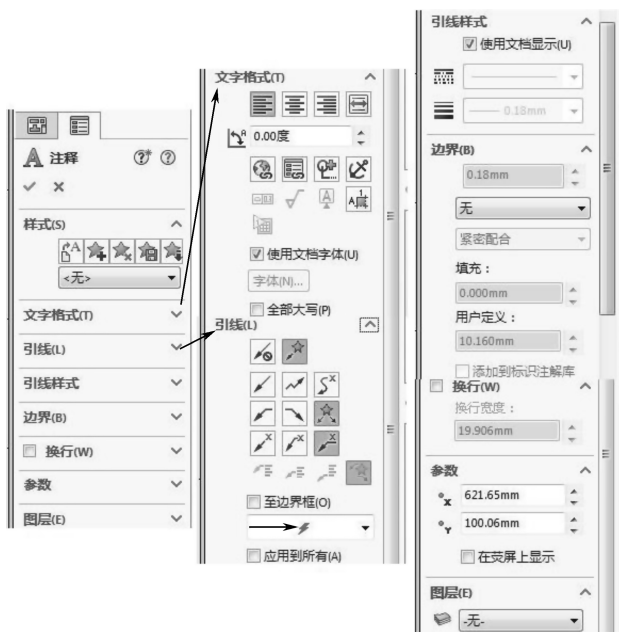 注释
样式(S)
<无>
文字格式(T)
引线(L)
引线样式
边界(B)
换行(W)
参数
图层(E)
文字格式(T)
0.00度
使用文档字体(U)
字体(N)...
全部大写(P)
引线(L)
至边界框(O)
应用到所有(A)
引线样式
使用文档显示(U)
0.18mm
边界(B)
0.18mm
无
紧密配合
填充：
0.000mm
用户定义：
10.160mm
添加到标识注解库
换行(W)
换行宽度：
19.906mm
参数
X 621.65mm
Y 100.06mm
在荧屏上显示
图层(E)
-无-